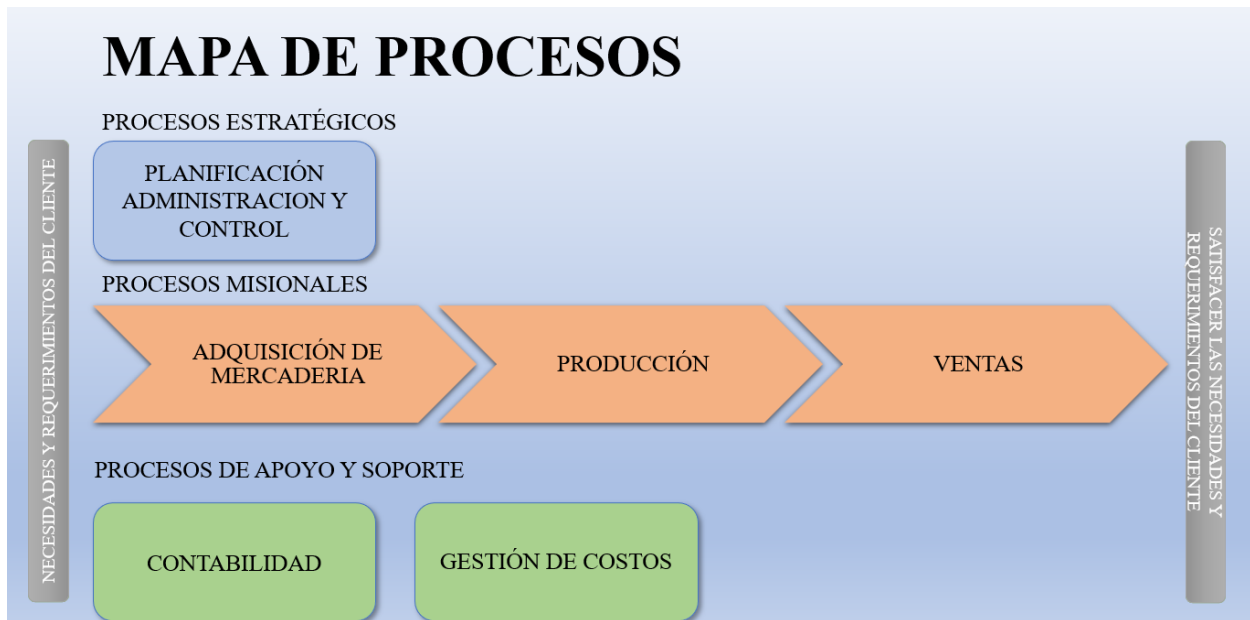 MAPA DE PROCESOS
PROCESOS ESTRATÉGICOS
NECESIDADES Y REQUERIMIENTOS DEL CLIENTE
PLANIFICACIÓN
ADMINISTRACION Y
CONTROL
PROCESOS MISIONALES
ADQUISICIÓN DE
MERCADERIA
PRODUCCIÓN
VENTAS
SATISFACER LAS NECESIDADES Y
REQUERIMIENTOS DEL CLIENTE
PROCESOS DE APOYO Y SOPORTE
CONTABILIDAD
GESTIÓN DE COSTOS